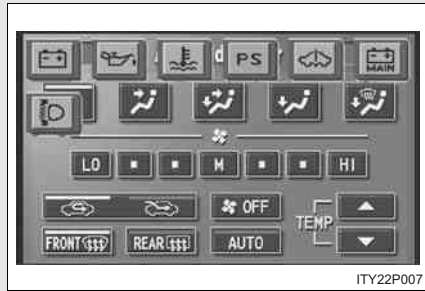 PS
MAIN
LO M HI
OFF
TEMP
FRONT REAR AUTO
ITY22P007